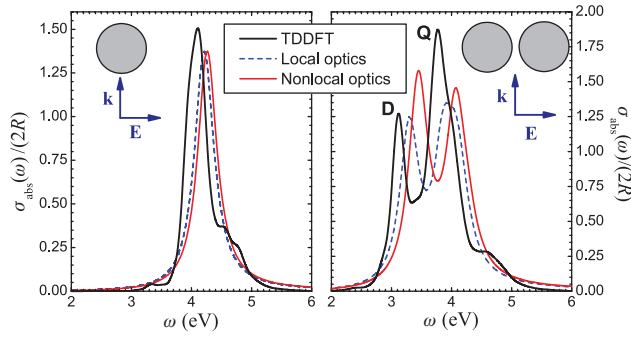 TDDFT
Local optics
Nonlocal optics
k
E
1.50
1.25
1.00
0.75
0.50
0.25
0.00
σabs(ω)/(2R)
2 3 4 5 6
ω (eV)
D
Q
k
E
2.00
1.75
1.50
1.25
1.00
0.75
0.50
0.25
0.00
σabs(ω)/(2R)
2 3 4 5 6
ω (eV)